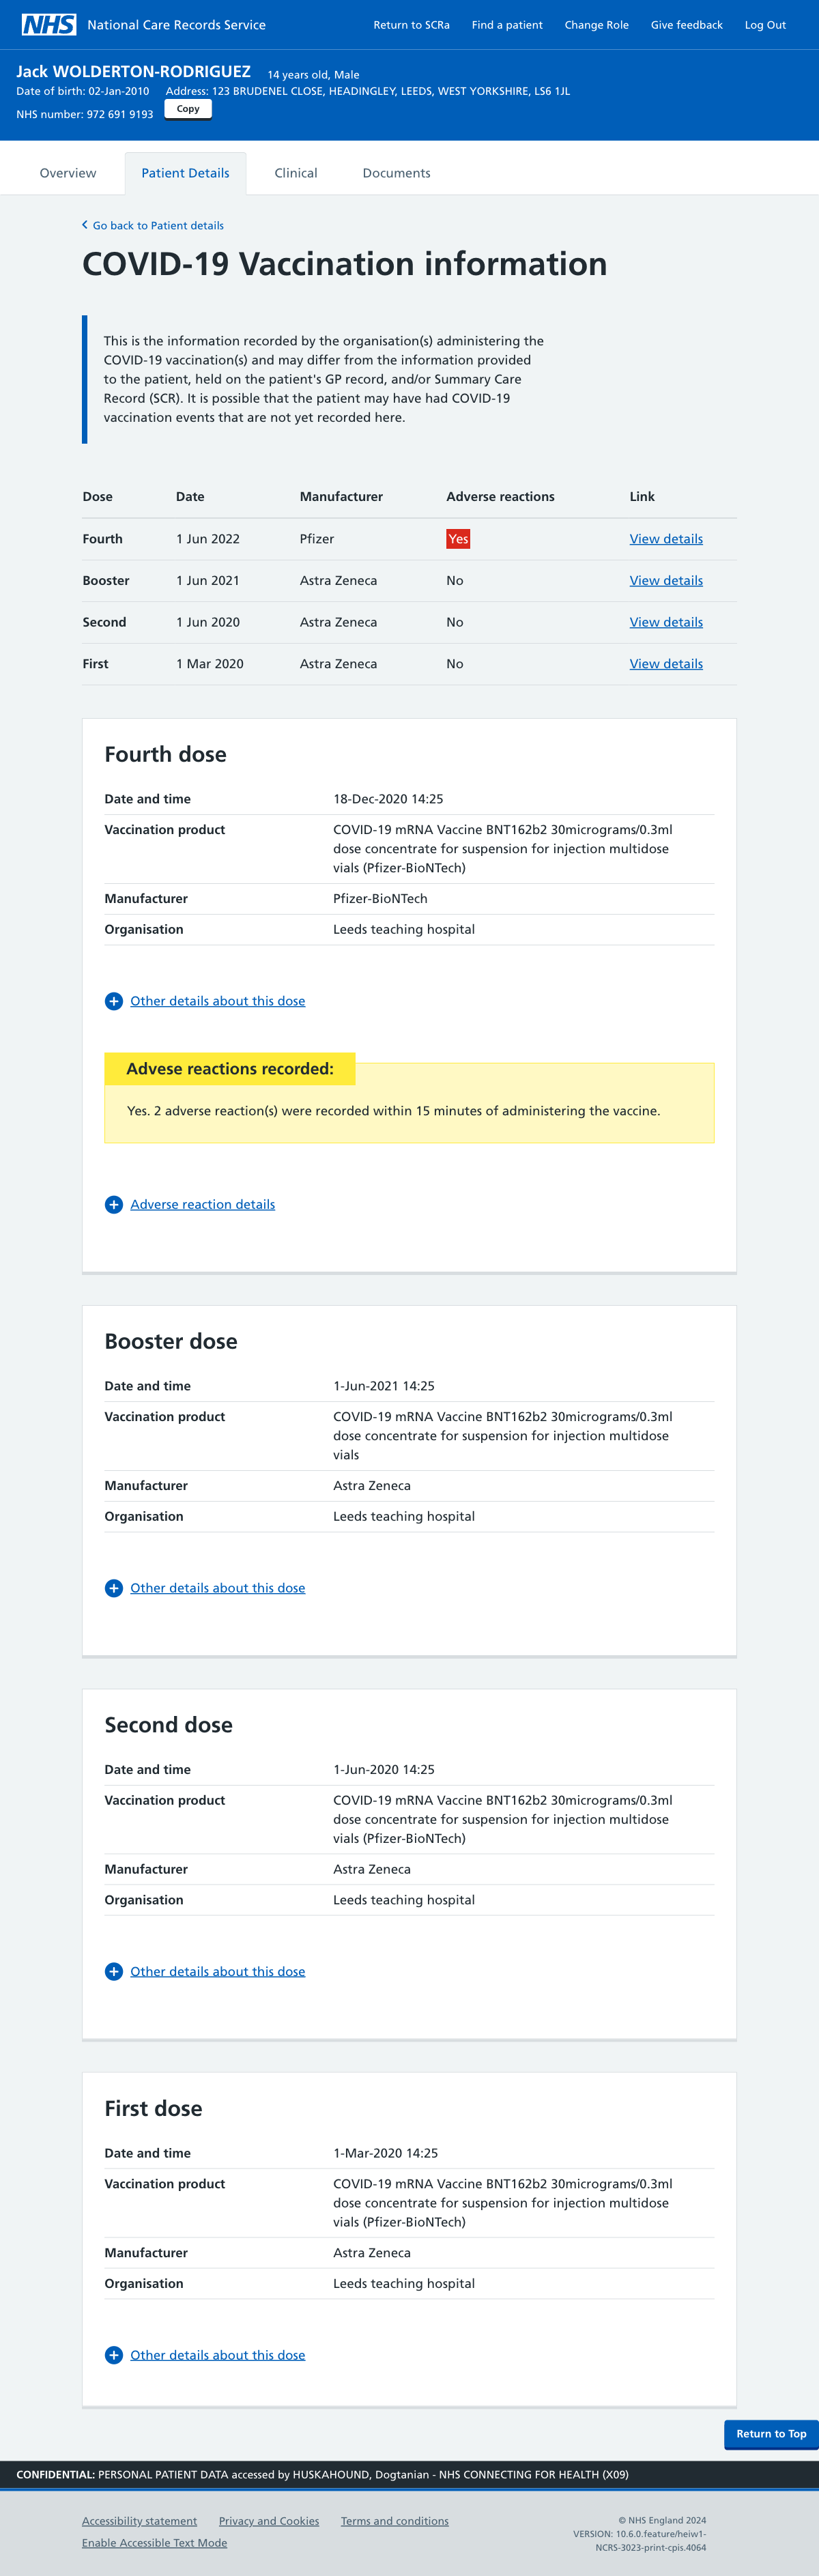 NHS National Care Records Service Return to SCRa Find a patient Change Role Give feedback Log Out
Jack WOLDERTON-RODRIGUEZ 14 years old, Male
Date of birth: 02-Jan-2010 Address: 123 BRUDENEL CLOSE, HEADINGLEY, LEEDS, WEST YORKSHIRE, LS6 1JL
NHS number: 972 691 9193 Copy
Overview Patient Details Clinical Documents
Go back to Patient details
COVID-19 Vaccination information
This is the information recorded by the organisation(s) administering the
COVID-19 vaccination(s) and may differ from the information provided
to the patient, held on the patient's GP record, and/or Summary Care
Record (SCR). It is possible that the patient may have had COVID-19
vaccination events that are not yet recorded here.
Dose Date Manufacturer Adverse reactions Link
Fourth 1 Jun 2022 Pfizer Yes View details
Booster 1 Jun 2021 Astra Zeneca No View details
Second 1 Jun 2020 Astra Zeneca No View details
First 1 Mar 2020 Astra Zeneca No View details
Fourth dose
Date and time 18-Dec-2020 14:25
Vaccination product COVID-19 mRNA Vaccine BNT162b2 30micrograms/0.3ml
dose concentrate for suspension for injection multidose
vials (Pfizer-BioNTech)
Manufacturer Pfizer-BioNTech
Organisation Leeds teaching hospital
Other details about this dose
Advese reactions recorded:
Yes. 2 adverse reaction(s) were recorded within 15 minutes of administering the vaccine.
Adverse reaction details
Booster dose
Date and time 1-Jun-2021 14:25
Vaccination product COVID-19 mRNA Vaccine BNT162b2 30micrograms/0.3ml
dose concentrate for suspension for injection multidose
vials
Manufacturer Astra Zeneca
Organisation Leeds teaching hospital
Other details about this dose
Second dose
Date and time 1-Jun-2020 14:25
Vaccination product COVID-19 mRNA Vaccine BNT162b2 30micrograms/0.3ml
dose concentrate for suspension for injection multidose
vials (Pfizer-BioNTech)
Manufacturer Astra Zeneca
Organisation Leeds teaching hospital
Other details about this dose
First dose
Date and time 1-Mar-2020 14:25
Vaccination product COVID-19 mRNA Vaccine BNT162b2 30micrograms/0.3ml
dose concentrate for suspension for injection multidose
vials (Pfizer-BioNTech)
Manufacturer Astra Zeneca
Organisation Leeds teaching hospital
Other details about this dose
Return to Top
CONFIDENTIAL: PERSONAL PATIENT DATA accessed by HUSKAHOUND, Dogtanian - NHS CONNECTING FOR HEALTH (X09)
Accessibility statement Privacy and Cookies Terms and conditions
Enable Accessible Text Mode
© NHS England 2024
VERSION: 10.6.0.feature/heiw1-
NCRS-3023-print-cpis.4064